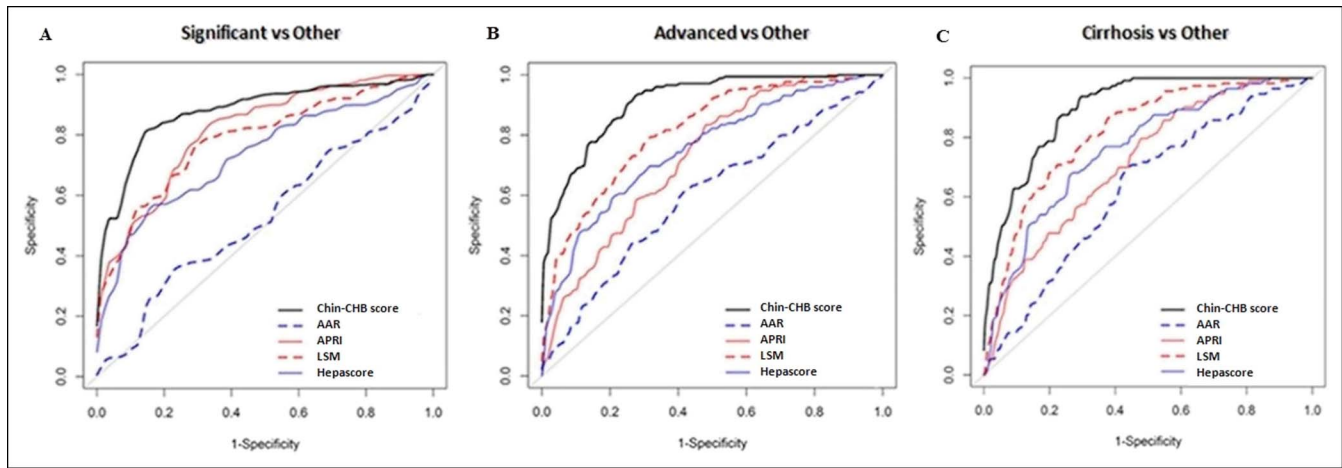 A
Significant vs Other
Specificity
1.0
0.8
0.6
0.4
0.2
0.0
Chin-CHB score
AAR
APRI
LSM
Hepascore
0.0 0.2 0.4 0.6 0.8 1.0
1-Specificity
B
Advanced vs Other
Specificity
1.0
0.8
0.6
0.4
0.2
0.0
Chin-CHB score
AAR
APRI
LSM
Hepascore
0.0 0.2 0.4 0.6 0.8 1.0
1-Specificity
C
Cirrhosis vs Other
Specificity
1.0
0.8
0.6
0.4
0.2
0.0
Chin-CHB score
AAR
APRI
LSM
Hepascore
0.0 0.2 0.4 0.6 0.8 1.0
1-Specificity